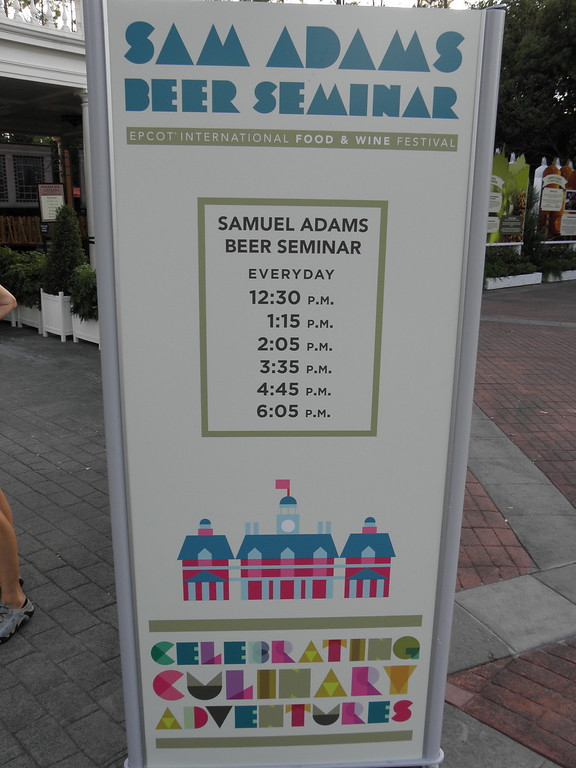 SAM ADAMS
BEER SEMINAR
EPCOT® INTERNATIONAL FOOD & WINE FESTIVAL
SAMUEL ADAMS
BEER SEMINAR
EVERYDAY
12:30 P.M.
1:15 P.M.
2:05 P.M.
3:35 P.M.
4:45 P.M.
6:05 P.M.
CELEBRATING
CULINARY
ADVENTURES